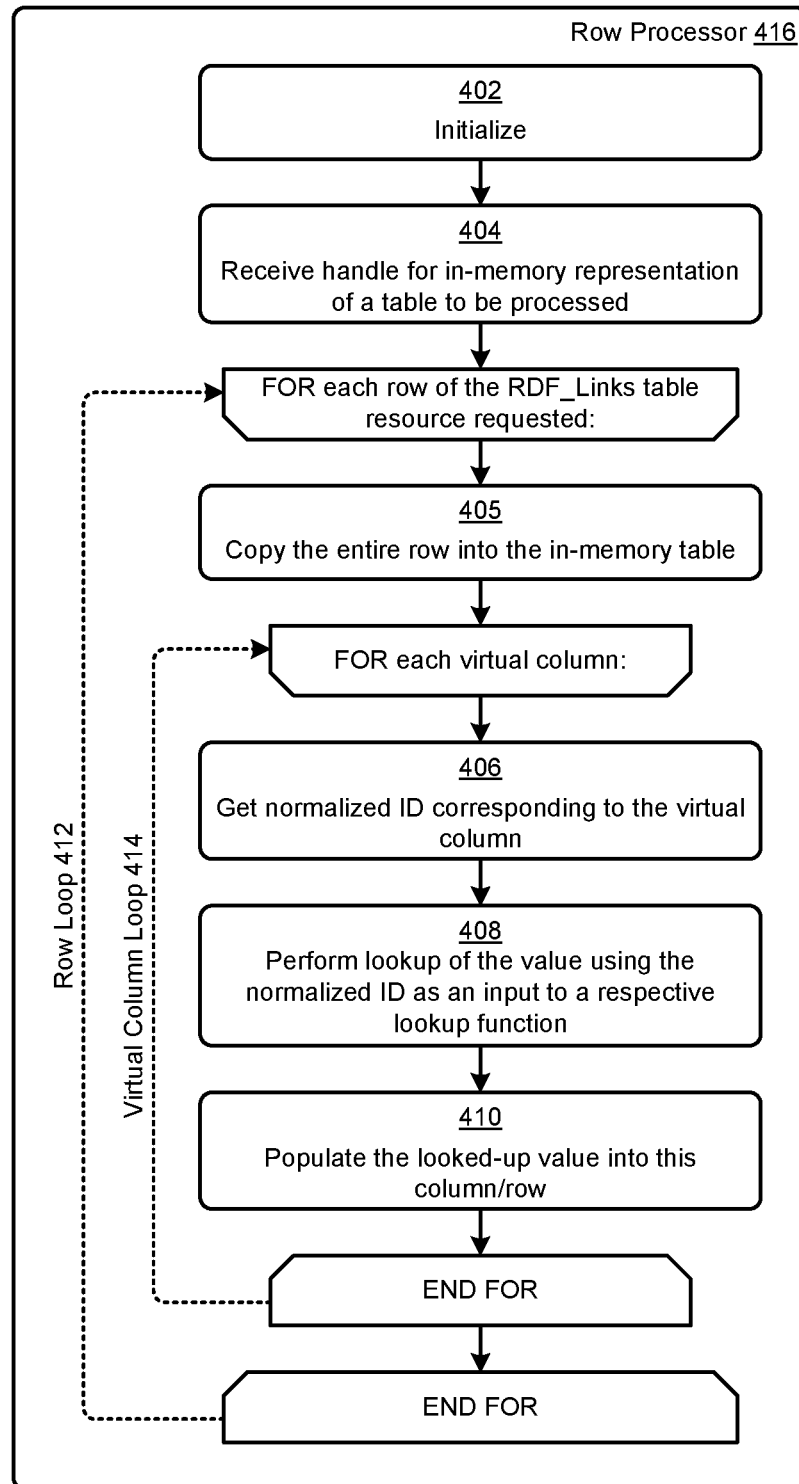 Row Processor 416
402
Initialize
404
Receive handle for in-memory representation
of a table to be processed
FOR each row of the RDF_Links table
resource requested:
405
Copy the entire row into the in-memory table
FOR each virtual column:
406
Get normalized ID corresponding to the virtual
column
408
Perform lookup of the value using the
normalized ID as an input to a respective
lookup function
410
Populate the looked-up value into this
column/row
END FOR
END FOR
Row Loop 412
Virtual Column Loop 414